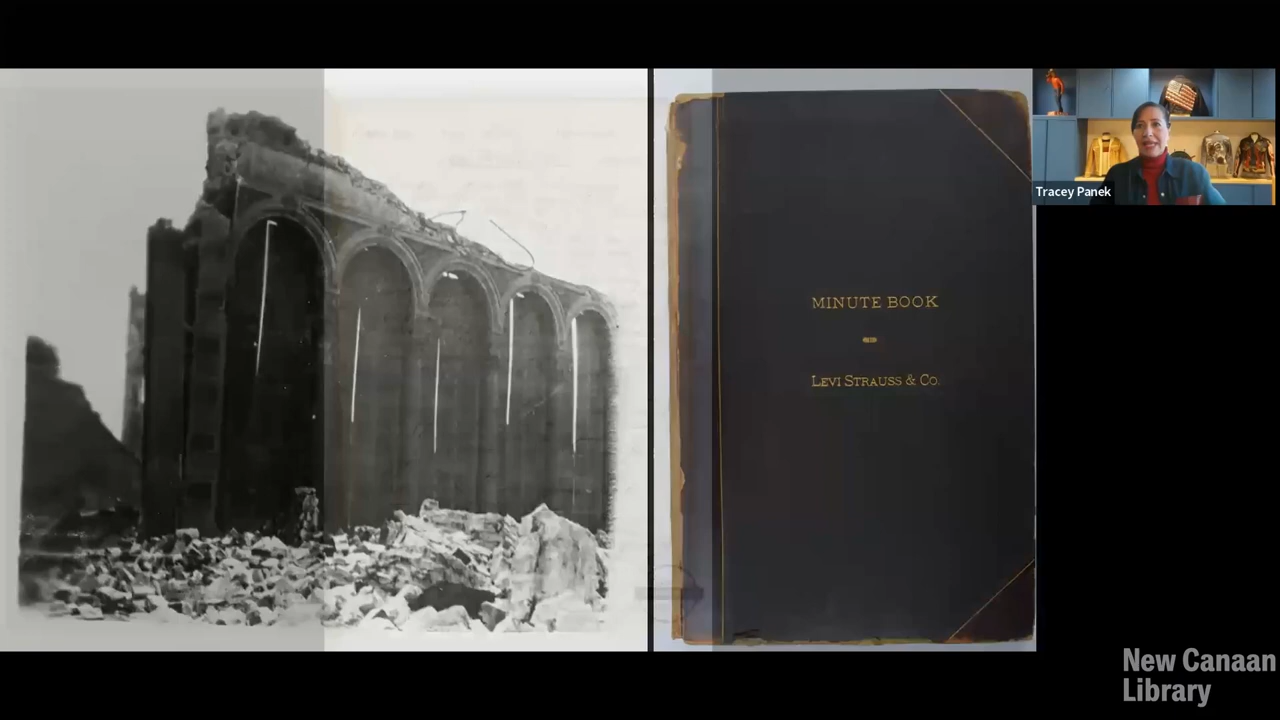 MINUTE BOOK
LEVI STRAUSS & CO.
Tracey Panek
New Canaan
Library